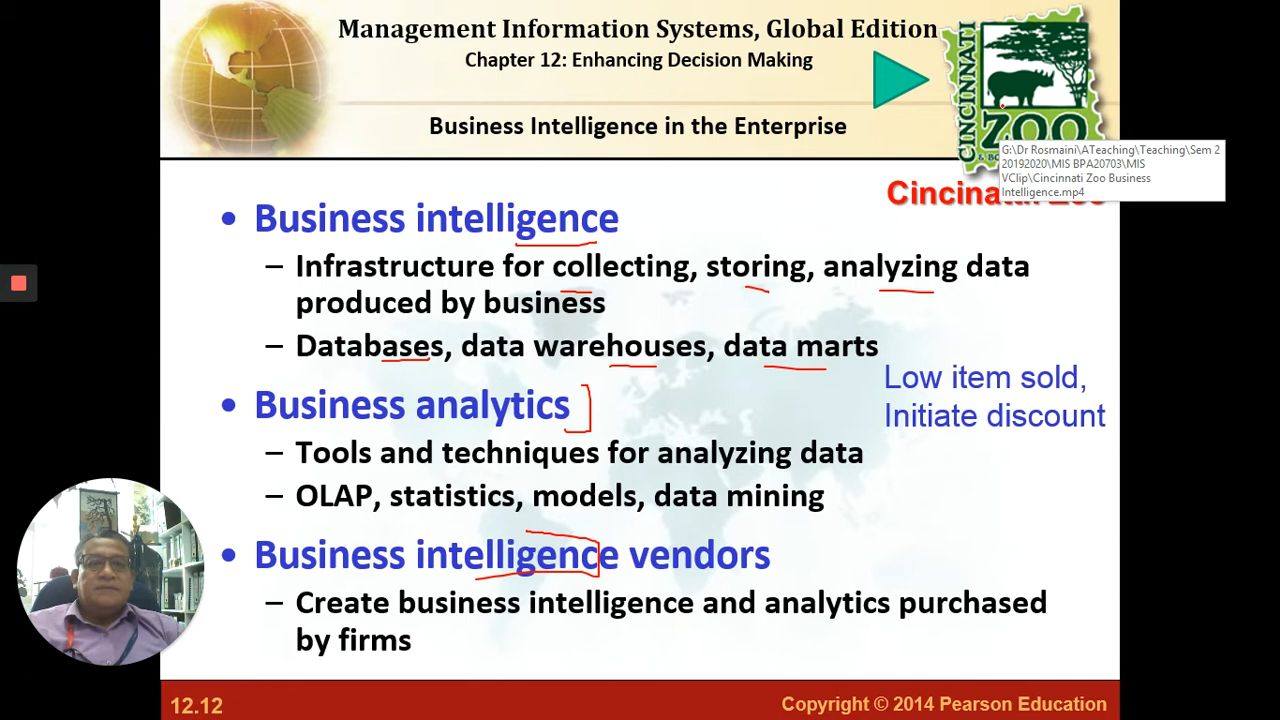 Management Information Systems, Global Edition
Chapter 12: Enhancing Decision Making
Business Intelligence in the Enterprise
CINCINNATI
ZOO
G:\Dr Rosmaini\ATeaching\Teaching\Sem 2
20192020\MIS BPA20703\MIS
VClip\Cincinnati Zoo Business
Intelligence.mp4
• Business intelligence
– Infrastructure for collecting, storing, analyzing data
produced by business
– Databases, data warehouses, data marts
Low item sold,
Initiate discount
• Business analytics
– Tools and techniques for analyzing data
– OLAP, statistics, models, data mining
• Business intelligence vendors
– Create business intelligence and analytics purchased
by firms
12.12
Copyright © 2014 Pearson Education